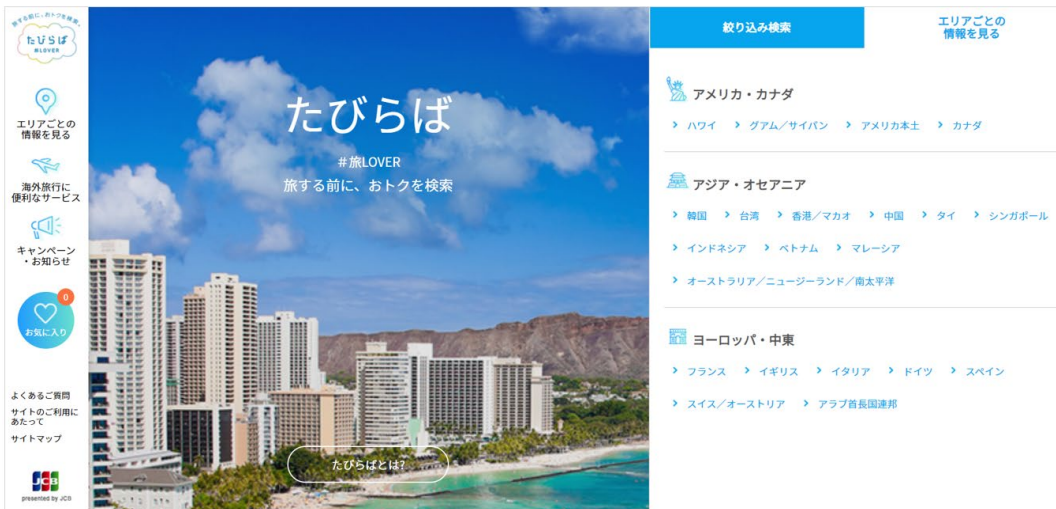 旅する前に、おトクを検索。
たびらば
#LOVER
エリアごとの
情報を見る
海外旅行に
便利なサービス
キャンペーン
・お知らせ
0
お気に入り
よくあるご質問
サイトのご利用に
あたって
サイトマップ
JCB
presented by JCB
たびらば
#旅LOVER
旅する前に、おトクを検索
たびらばとは?
絞り込み検索
エリアごとの
情報を見る
アメリカ・カナダ
ハワイ グアム／サイパン アメリカ本土 カナダ
アジア・オセアニア
韓国 台湾 香港／マカオ 中国 タイ シンガポール
インドネシア ベトナム マレーシア
オーストラリア／ニュージーランド／南太平洋
ヨーロッパ・中東
フランス イギリス イタリア ドイツ スペイン
スイス／オーストリア アラブ首長国連邦